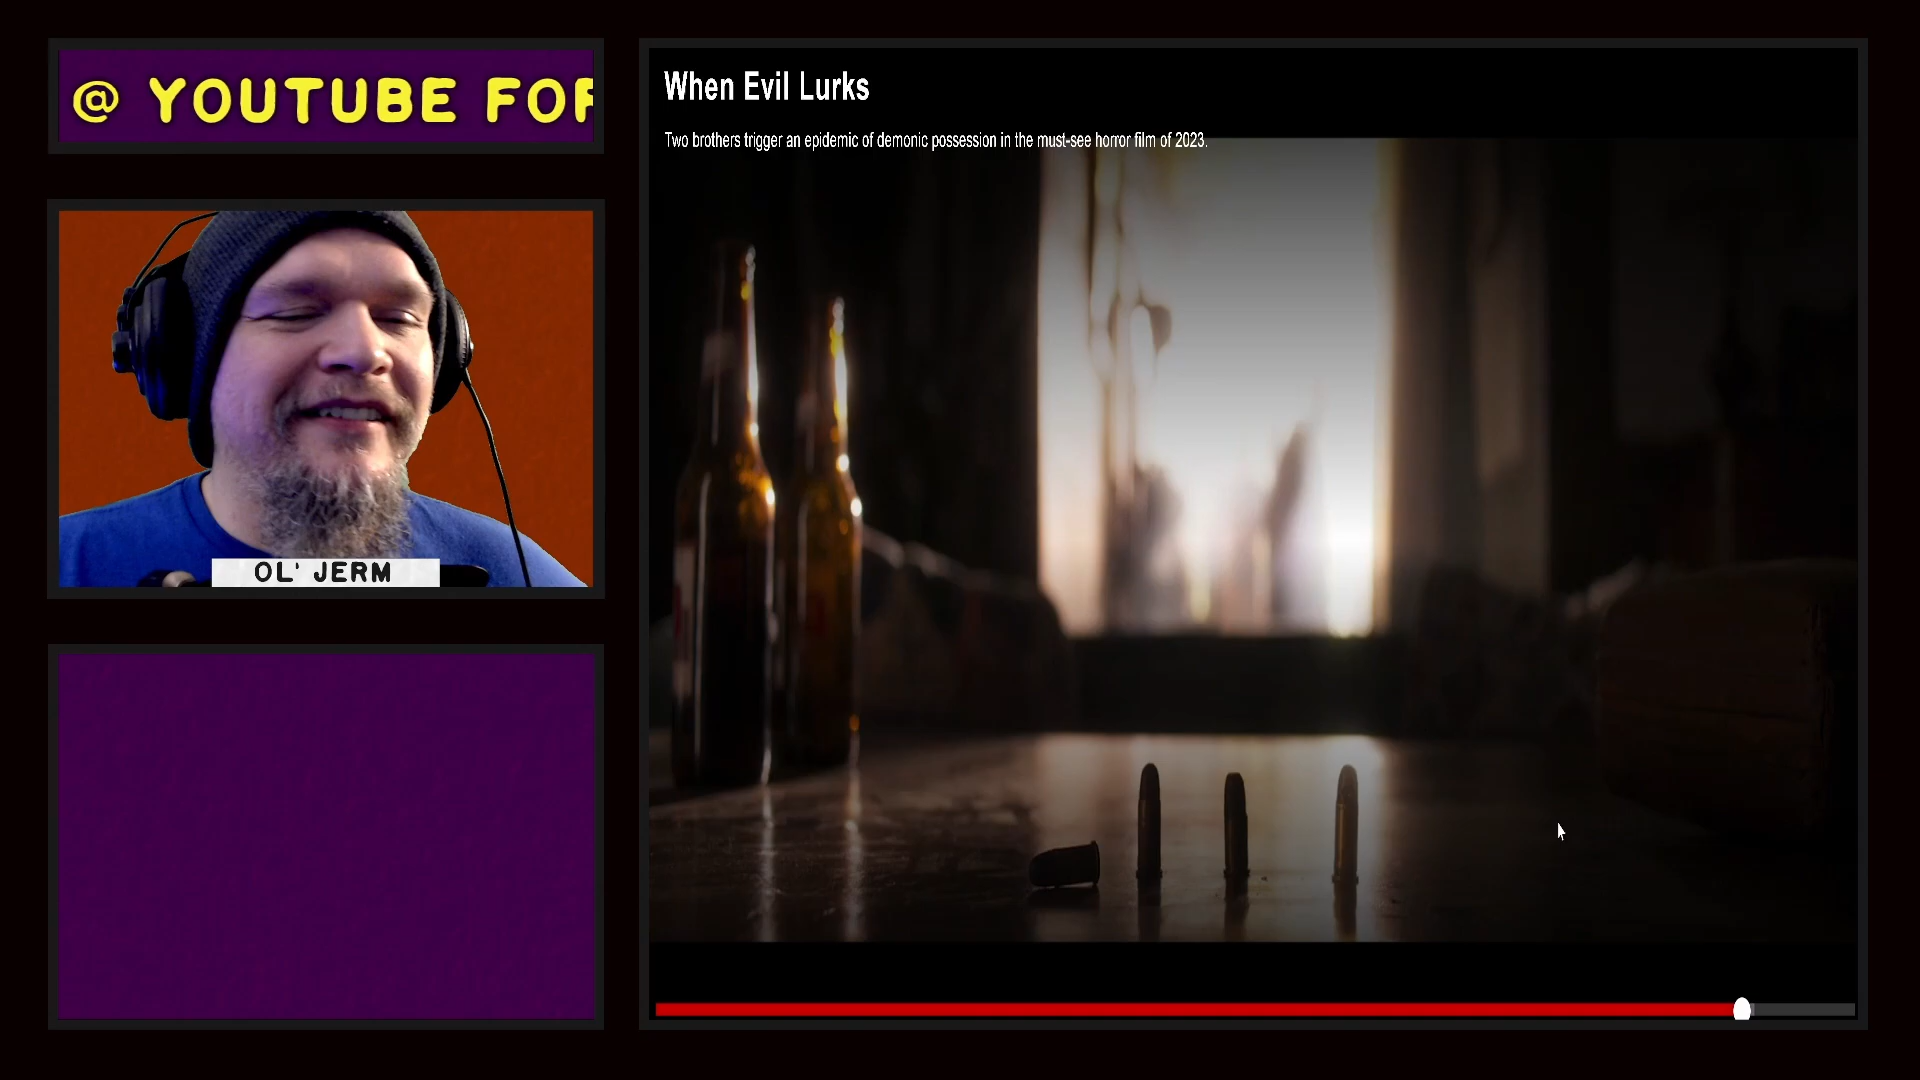 @ YOUTUBE FOR
When Evil Lurks
Two brothers trigger an epidemic of demonic possession in the must-see horror film of 2023.
OL' JERM